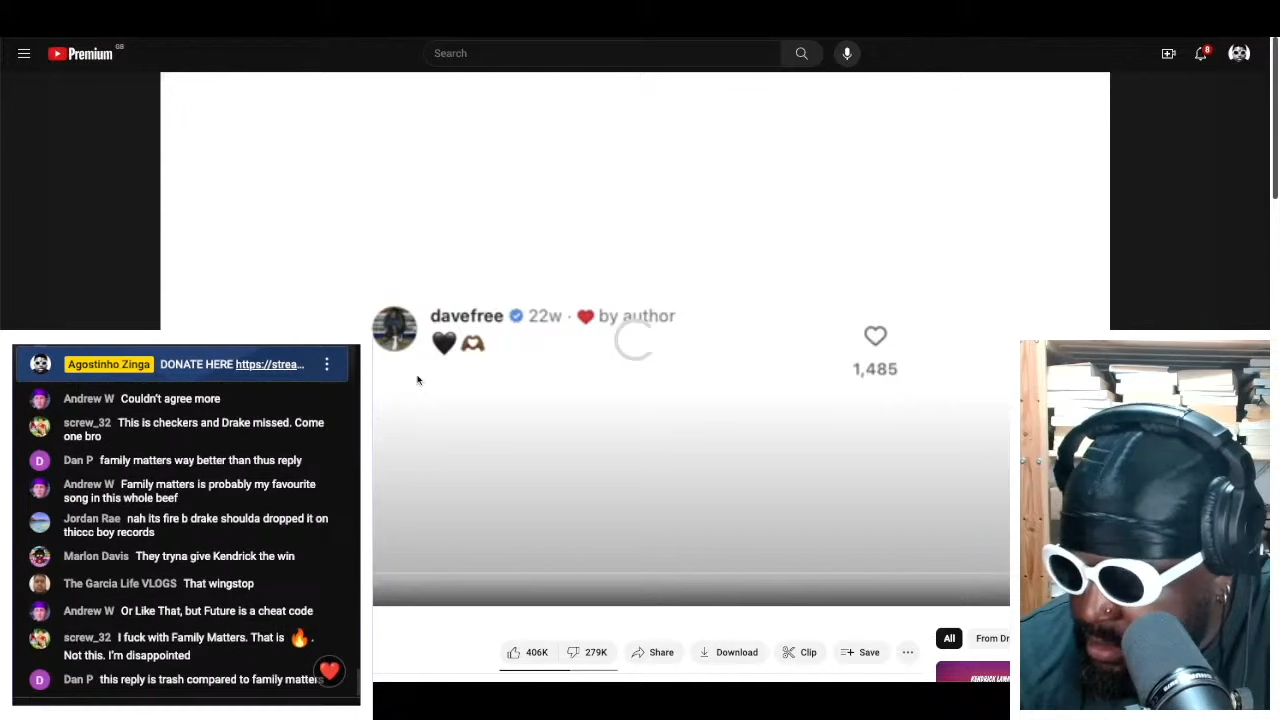 Premium GB
Search
8
davefree 22w · ❤️ by author
🖤 🫶🏾
1,485
Agostinho Zinga DONATE HERE https://strea...
Andrew W Couldn't agree more
screw_32 This is checkers and Drake missed. Come
one bro
Dan P family matters way better than thus reply
Andrew W Family matters is probably my favourite
song in this whole beef
Jordan Rae nah its fire b drake shoulda dropped it on
thiccc boy records
Marlon Davis They tryna give Kendrick the win
The Garcia Life VLOGS That wingstop
Andrew W Or Like That, but Future is a cheat code
screw_32 I fuck with Family Matters. That is 🔥 .
Not this. I'm disappointed
D Dan P this reply is trash compared to family matters
406K 279K Share Download Clip Save ...
All From Dr
KENDRICK LAM